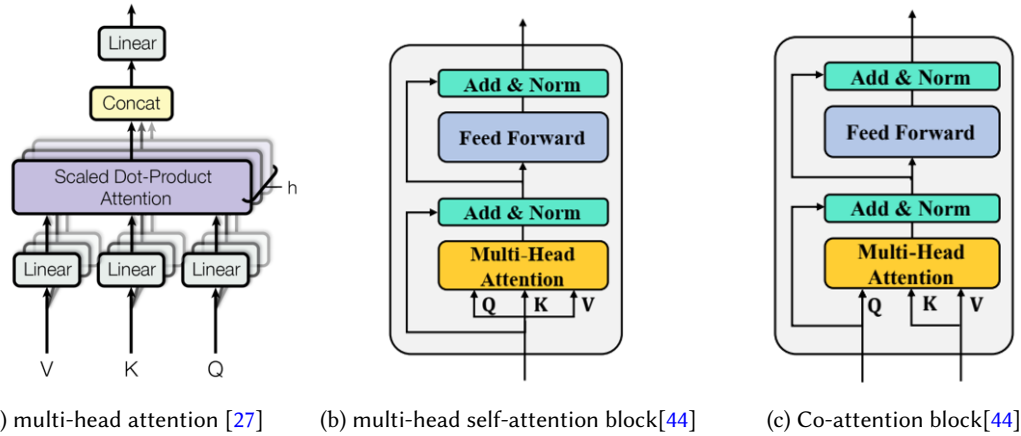 Linear
Concat
Scaled Dot-Product
Attention
h
Linear Linear Linear
V K Q
) multi-head attention [27]
Add & Norm
Feed Forward
Add & Norm
Multi-Head
Attention
Q K V
(b) multi-head self-attention block[44]
Add & Norm
Feed Forward
Add & Norm
Multi-Head
Attention
Q K V
(c) Co-attention block[44]